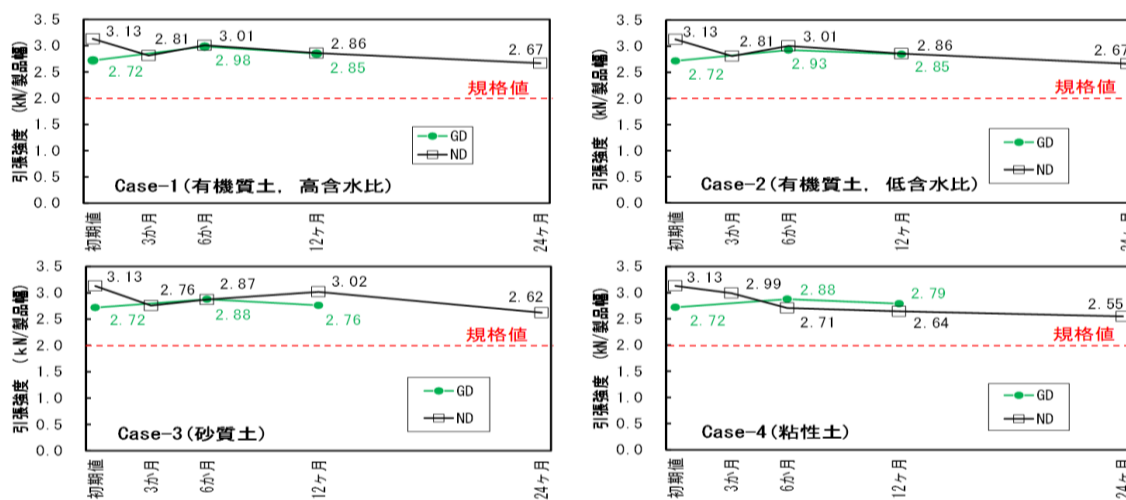 引張強度 (kN/製品幅)
3.5
3.0
2.5
2.0
1.5
1.0
0.5
0.0
3.13
2.81
3.01
2.86
2.67
2.72
2.98
2.85
規格値
GD
ND
Case-1(有機質土，高含水比)
初期値
3か月
6か月
12ヶ月
24ヶ月
引張強度 (kN/製品幅)
3.5
3.0
2.5
2.0
1.5
1.0
0.5
0.0
3.13
2.81
3.01
2.86
2.67
2.72
2.93
2.85
規格値
GD
ND
Case-2(有機質土，低含水比)
初期値
3か月
6か月
12ヶ月
24ヶ月
引張強度 (kN/製品幅)
3.5
3.0
2.5
2.0
1.5
1.0
0.5
0.0
3.13
2.76
2.87
3.02
2.62
2.72
2.88
2.76
規格値
GD
ND
Case-3(砂質土)
初期値
3か月
6か月
12ヶ月
24ヶ月
引張強度 (kN/製品幅)
3.5
3.0
2.5
2.0
1.5
1.0
0.5
0.0
3.13
2.99
2.88
2.79
2.55
2.72
2.71
2.64
規格値
GD
ND
Case-4(粘性土)
初期値
3か月
6か月
12ヶ月
24ヶ月